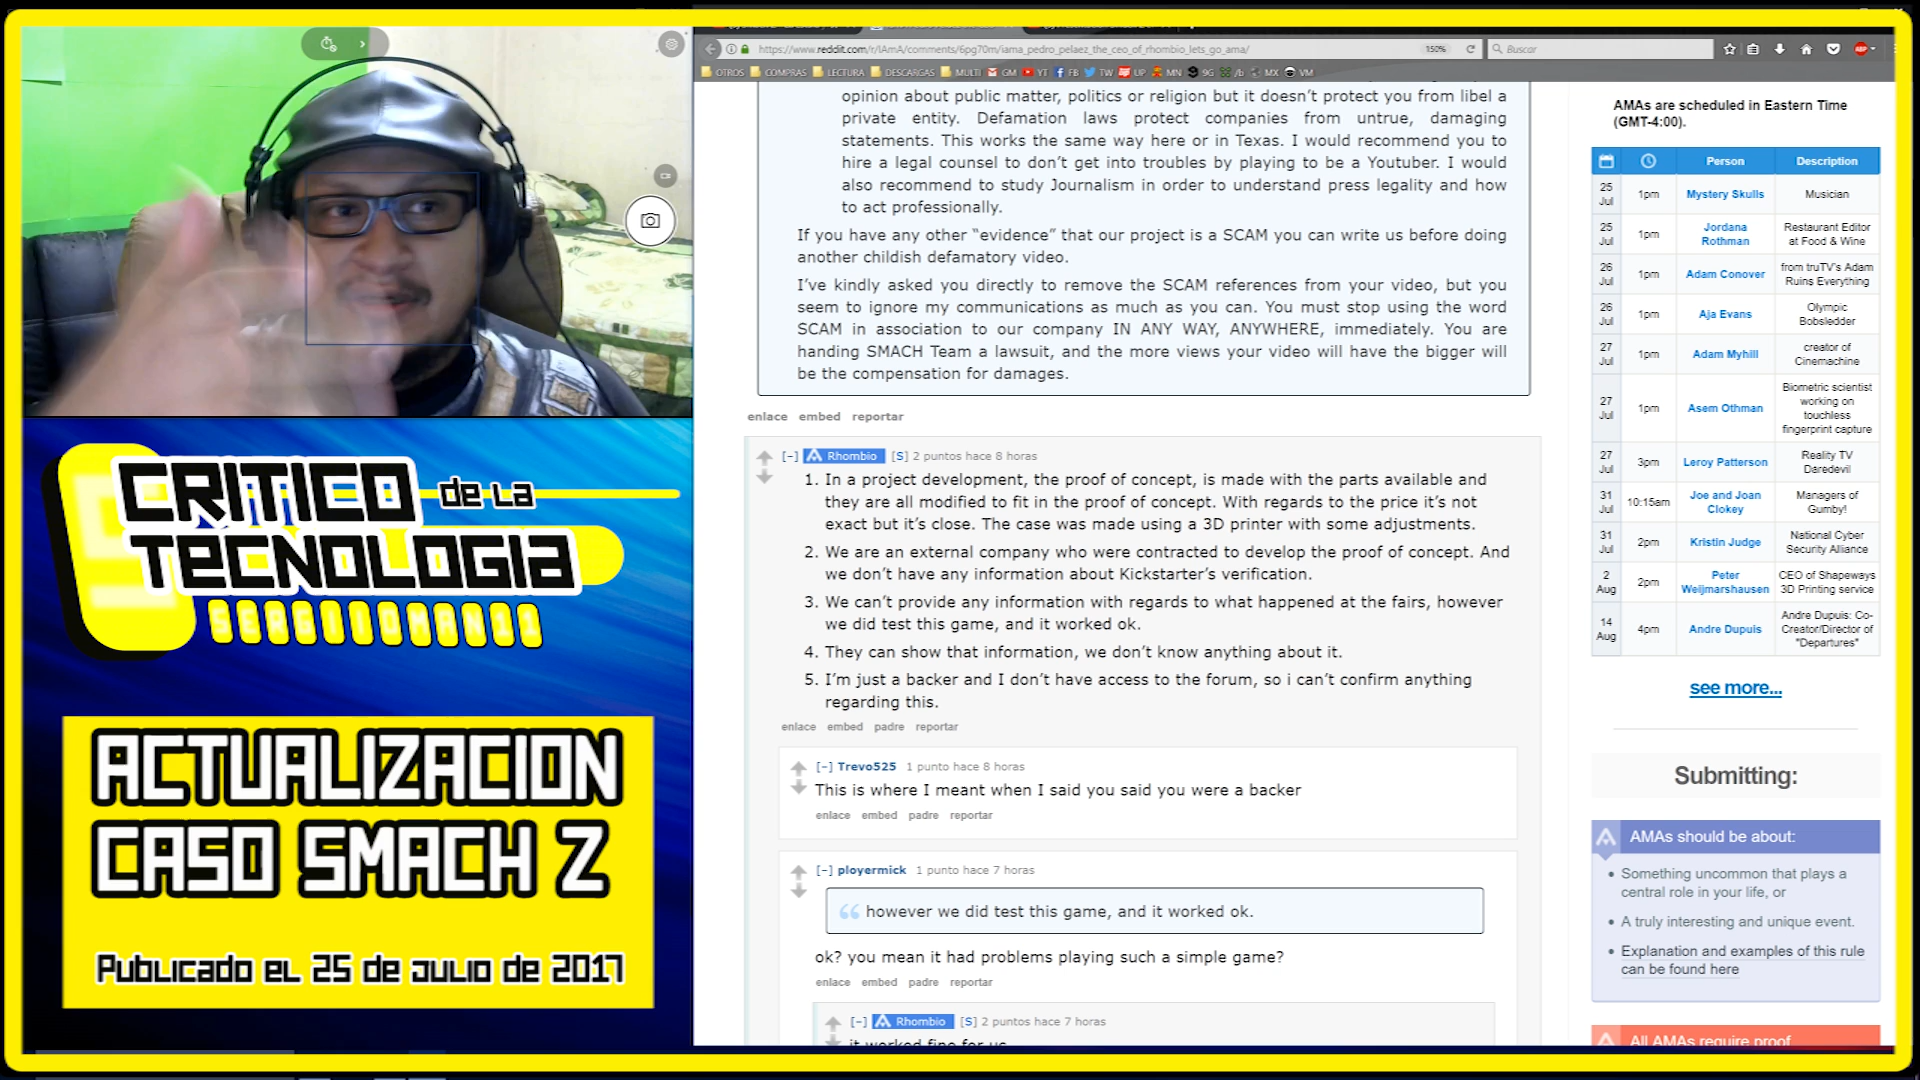 https://www.reddit.com/r/IAmA/comments/6pg70m/iama_pedro_pelaez_the_ceo_of_rhombio_lets_go_ama/
150%
Buscar
OTROS COMPRAS LECTURA DESCARGAS MULTI GM YT FB TW UP MN 9G /b MX VM
opinion about public matter, politics or religion but it doesn't protect you from libel a
private entity. Defamation laws protect companies from untrue, damaging
statements. This works the same way here or in Texas. I would recommend you to
hire a legal counsel to don't get into troubles by playing to be a Youtuber. I would
also recommend to study Journalism in order to understand press legality and how
to act professionally.
If you have any other “evidence” that our project is a SCAM you can write us before doing
another childish defamatory video.
I've kindly asked you directly to remove the SCAM references from your video, but you
seem to ignore my communications as much as you can. You must stop using the word
SCAM in association to our company IN ANY WAY, ANYWHERE, immediately. You are
handing SMACH Team a lawsuit, and the more views your video will have the bigger will
be the compensation for damages.
enlace embed reportar
[-] Rhombio [S] 2 puntos hace 8 horas
1. In a project development, the proof of concept, is made with the parts available and
they are all modified to fit in the proof of concept. With regards to the price it's not
exact but it's close. The case was made using a 3D printer with some adjustments.
2. We are an external company who were contracted to develop the proof of concept. And
we don't have any information about Kickstarter's verification.
3. We can't provide any information with regards to what happened at the fairs, however
we did test this game, and it worked ok.
4. They can show that information, we don't know anything about it.
5. I'm just a backer and I don't have access to the forum, so i can't confirm anything
regarding this.
enlace embed padre reportar
[-] Trevo525 1 punto hace 8 horas
This is where I meant when I said you said you were a backer
enlace embed padre reportar
[-] ployermick 1 punto hace 7 horas
however we did test this game, and it worked ok.
ok? you mean it had problems playing such a simple game?
enlace embed padre reportar
[-] Rhombio [S] 2 puntos hace 7 horas
it worked fine for us
AMAs are scheduled in Eastern Time
(GMT-4:00).
Person Description
25 Jul 1pm Mystery Skulls Musician
25 Jul 1pm Jordana Rothman Restaurant Editor at Food & Wine
26 Jul 1pm Adam Conover from truTV's Adam Ruins Everything
26 Jul 1pm Aja Evans Olympic Bobsledder
27 Jul 1pm Adam Myhill creator of Cinemachine
27 Jul 1pm Asem Othman Biometric scientist working on touchless fingerprint capture
27 Jul 3pm Leroy Patterson Reality TV Daredevil
31 Jul 10:15am Joe and Joan Clokey Managers of Gumby!
31 Jul 2pm Kristin Judge National Cyber Security Alliance
2 Aug 2pm Peter Weijmarshausen CEO of Shapeways 3D Printing service
14 Aug 4pm Andre Dupuis Andre Dupuis: Co-Creator/Director of "Departures"
see more...
Submitting:
AMAs should be about:
Something uncommon that plays a
central role in your life, or
A truly interesting and unique event.
Explanation and examples of this rule
can be found here
All AMAs require proof
CRITICO DE LA
TECNOLOGIA
SERGIIOMAN11
ACTUALIZACION
CASO SMACH Z
Publicado el 25 de Julio de 2017